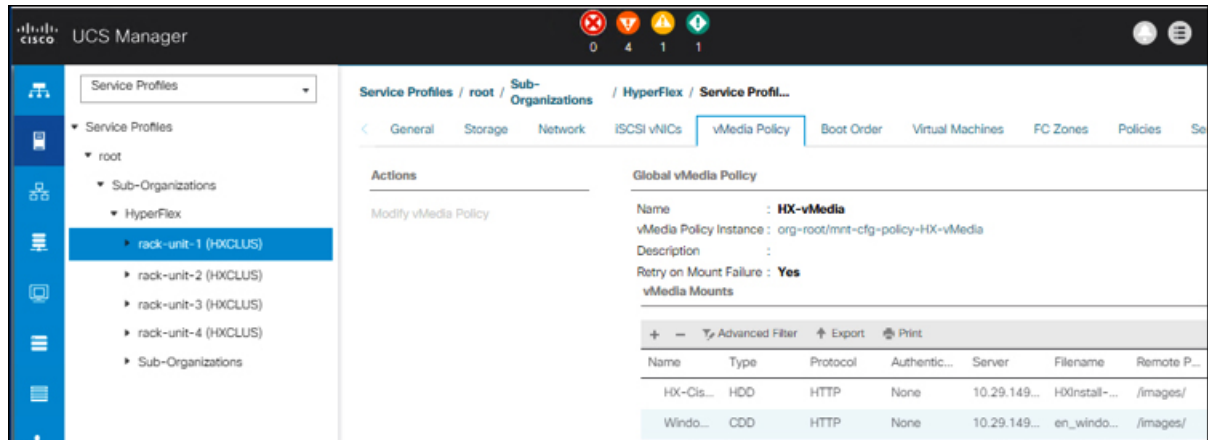 cisco UCS Manager
0 4 1 1
Service Profiles
Service Profiles
root
Sub-Organizations
HyperFlex
rack-unit-1 (HXCLUS)
rack-unit-2 (HXCLUS)
rack-unit-3 (HXCLUS)
rack-unit-4 (HXCLUS)
Sub-Organizations
Service Profiles / root / Sub-Organizations / HyperFlex / Service Profil...
General Storage Network iSCSI vNICs vMedia Policy Boot Order Virtual Machines FC Zones Policies Se
Actions
Modify vMedia Policy
Global vMedia Policy
Name : HX-vMedia
vMedia Policy Instance : org-root/mnt-cfg-policy-HX-vMedia
Description :
Retry on Mount Failure : Yes
vMedia Mounts
+ − Advanced Filter Export Print
Name Type Protocol Authentic... Server Filename Remote P...
HX-Cis... HDD HTTP None 10.29.149... HXInstall-... /images/
Windo... CDD HTTP None 10.29.149... en_windo... /images/